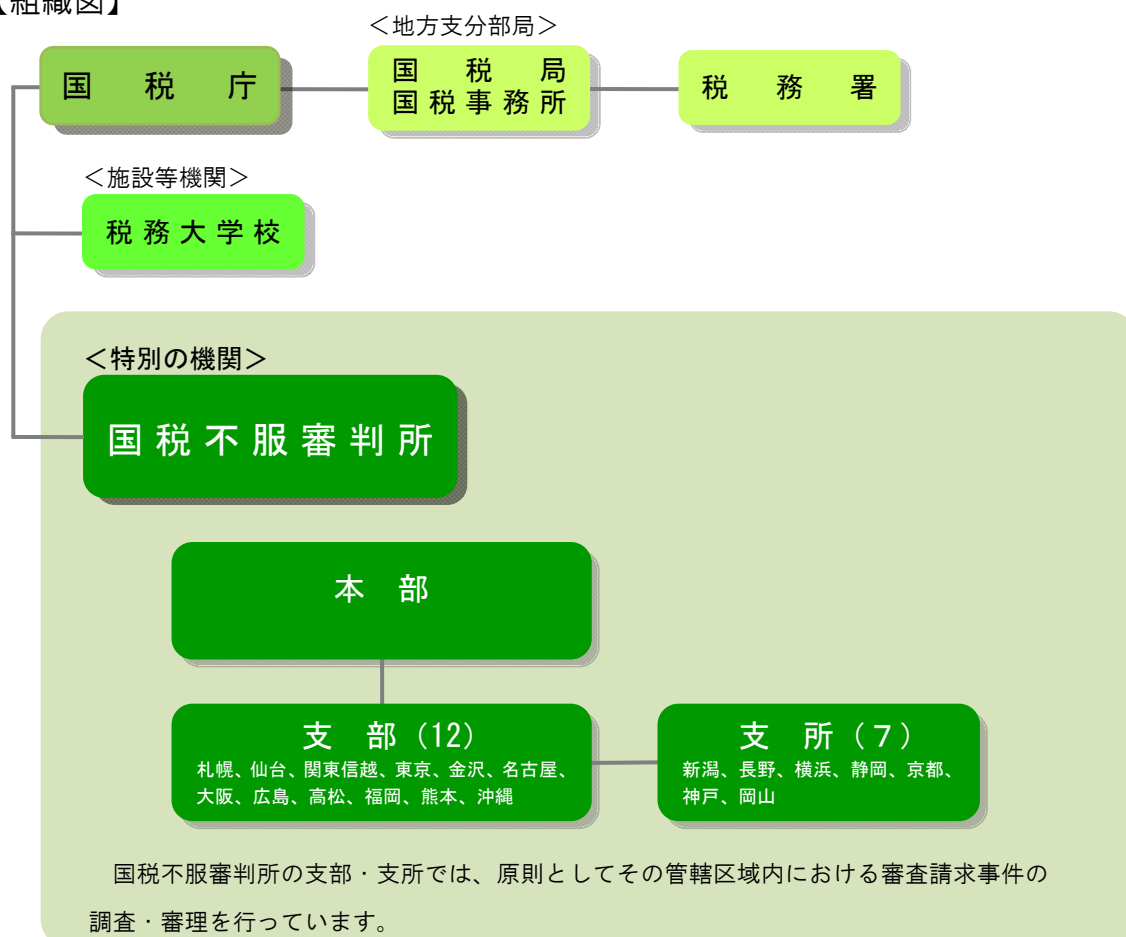 【組織図】
＜地方支分部局＞
国税庁
国税局
国税事務所
税務署
＜施設等機関＞
税務大学校
＜特別の機関＞
国税不服審判所
本部
支部（12）
札幌、仙台、関東信越、東京、金沢、名古屋、
大阪、広島、高松、福岡、熊本、沖縄
支所（７）
新潟、長野、横浜、静岡、京都、
神戸、岡山
国税不服審判所の支部・支所では、原則としてその管轄区域内における審査請求事件の
調査・審理を行っています。